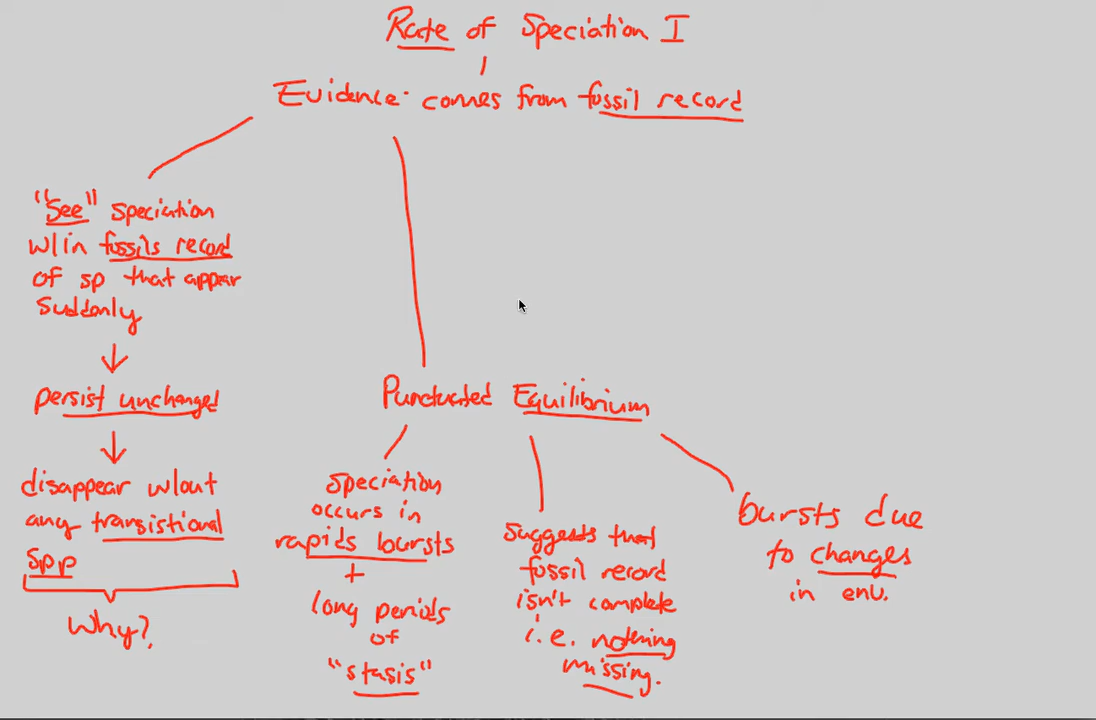 Rate of Speciation I
Evidence comes from fossil record
"See" speciation
w/in fossils record
of sp that appear
Suddonly
persist unchanged
disappear w/out
any transistional
Spp
Why?
Punctuated Equilibrium
speciation
occurs in
rapids bursts
+
long periods
of
"stasis"
suggests that
fossil record
isn't complete
i.e. nothing
missing.
bursts due
to changes
in env.